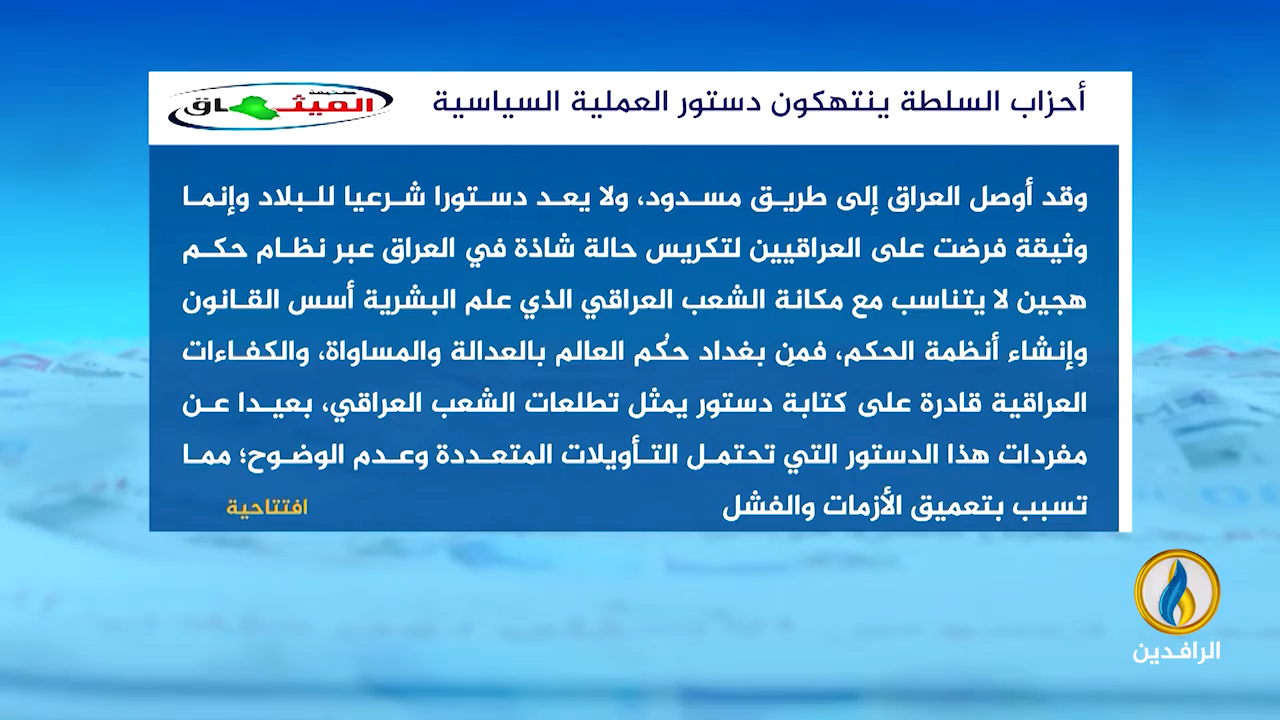 أحزاب السلطة ينتهكون دستور العملية السياسية
صحيفة
الميثاق
وقد أوصل العراق إلى طريق مسدود، ولا يعد دستورا شرعيا للبلاد وإنما
وثيقة فرضت على العراقيين لتكريس حالة شاذة في العراق عبر نظام حكم
هجين لا يتناسب مع مكانة الشعب العراقي الذي علم البشرية أسس القانون
وإنشاء أنظمة الحكم، فمنِ بغداد حكُم العالم بالعدالة والمساواة، والكفاءات
العراقية قادرة على كتابة دستور يمثل تطلعات الشعب العراقي، بعيدا عن
مفردات هذا الدستور التي تحتمل التأويلات المتعددة وعدم الوضوح؛ مما
تسبب بتعميق الأزمات والفشل
افتتاحية
الرافدين